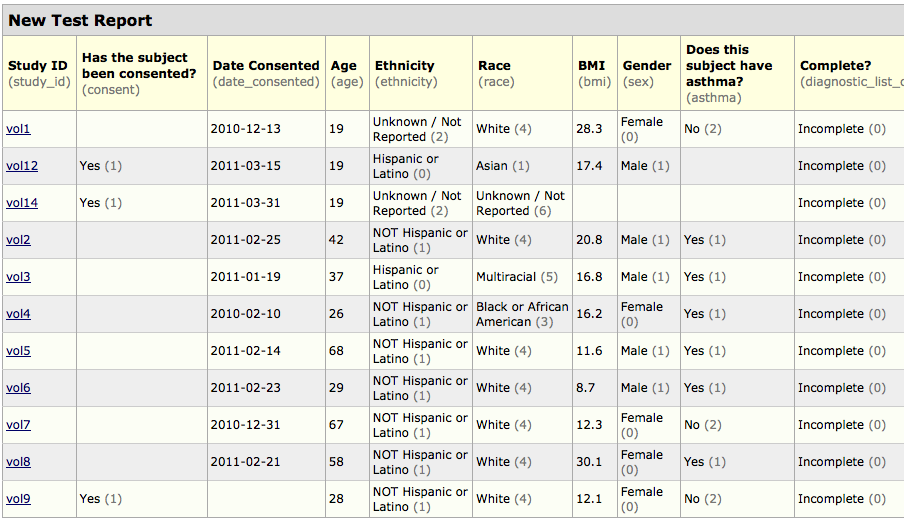 New Test Report
Study ID (study_id) Has the subject been consented? (consent) Date Consented (date_consented) Age (age) Ethnicity (ethnicity) Race (race) BMI (bmi) Gender (sex) Does this subject have asthma? (asthma) Complete?
vol1 2010-12-13 19 Unknown / Not Reported (2) White (4) 28.3 Female (0) No (2) Incomplete (0)
vol12 Yes (1) 2011-03-15 19 Hispanic or Latino (0) Asian (1) 17.4 Male (1) Incomplete (0)
vol14 Yes (1) 2011-03-31 19 Unknown / Not Reported (2) Unknown / Not Reported (6) Incomplete (0)
vol2 2011-02-25 42 NOT Hispanic or Latino (1) White (4) 20.8 Male (1) Yes (1) Incomplete (0)
vol3 2011-01-19 37 Hispanic or Latino (0) Multiracial (5) 16.8 Male (1) Yes (1) Incomplete (0)
vol4 2010-02-10 26 NOT Hispanic or Latino (1) Black or African American (3) 16.2 Female (0) Yes (1) Incomplete (0)
vol5 2011-02-14 68 NOT Hispanic or Latino (1) White (4) 11.6 Male (1) Yes (1) Incomplete (0)
vol6 2011-02-23 29 NOT Hispanic or Latino (1) White (4) 8.7 Male (1) Yes (1) Incomplete (0)
vol7 2010-12-31 67 NOT Hispanic or Latino (1) White (4) 12.3 Female (0) No (2) Incomplete (0)
vol8 2011-02-21 58 NOT Hispanic or Latino (1) White (4) 30.1 Female (0) Yes (1) Incomplete (0)
vol9 Yes (1) 28 NOT Hispanic or Latino (1) White (4) 12.1 Female (0) No (2) Incomplete (0)